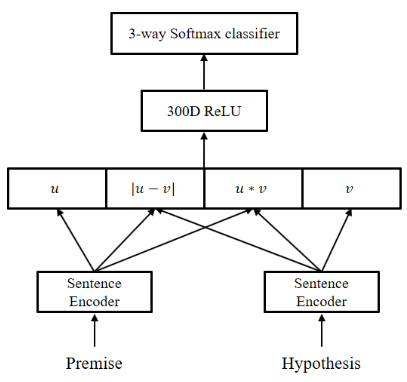 3-way Softmax classifier
300D ReLU
u |u − v| u ∗ v v
Sentence Encoder Sentence Encoder
Premise Hypothesis